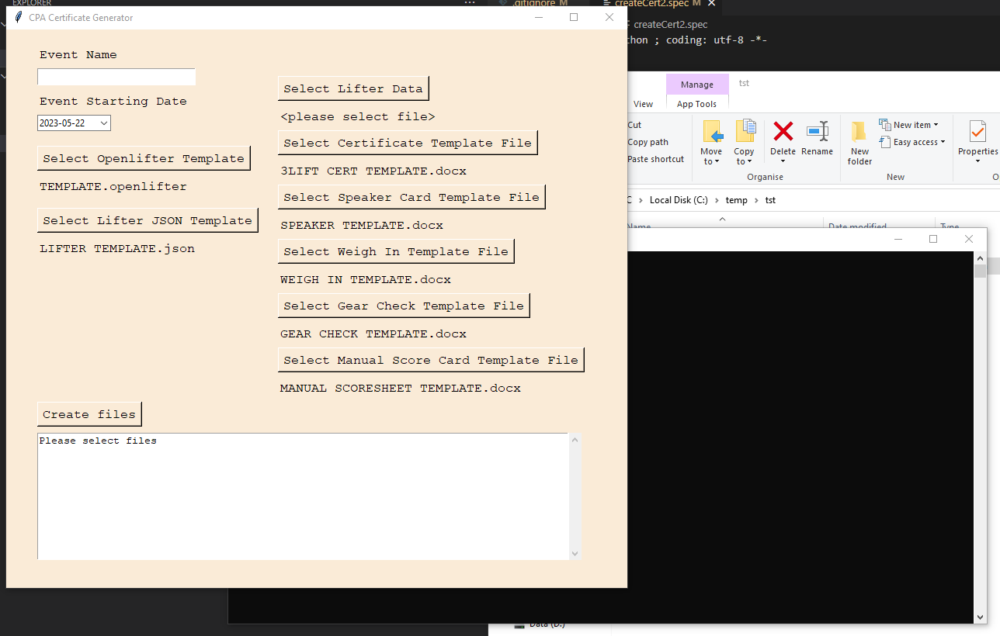 EXPLORER
.gitignore M
createCert2.spec M
CPA Certificate Generator
createCert2.spec
thon ; coding: utf-8 -*-
Event Name
Event Starting Date
2023-05-22
Select Openlifter Template
TEMPLATE.openlifter
Select Lifter JSON Template
LIFTER TEMPLATE.json
Select Lifter Data
<please select file>
Select Certificate Template File
3LIFT CERT TEMPLATE.docx
Select Speaker Card Template File
SPEAKER TEMPLATE.docx
Select Weigh In Template File
WEIGH IN TEMPLATE.docx
Select Gear Check Template File
GEAR CHECK TEMPLATE.docx
Select Manual Score Card Template File
MANUAL SCORESHEET TEMPLATE.docx
Create files
Please select files
Manage
tst
View
App Tools
Cut
Copy path
Paste shortcut
Move to
Copy to
Delete
Rename
New folder
New item
Easy access
Properties
Organise
New
O
C > Local Disk (C:) > temp > tst
Name
Date modified
Type
Data (D:)